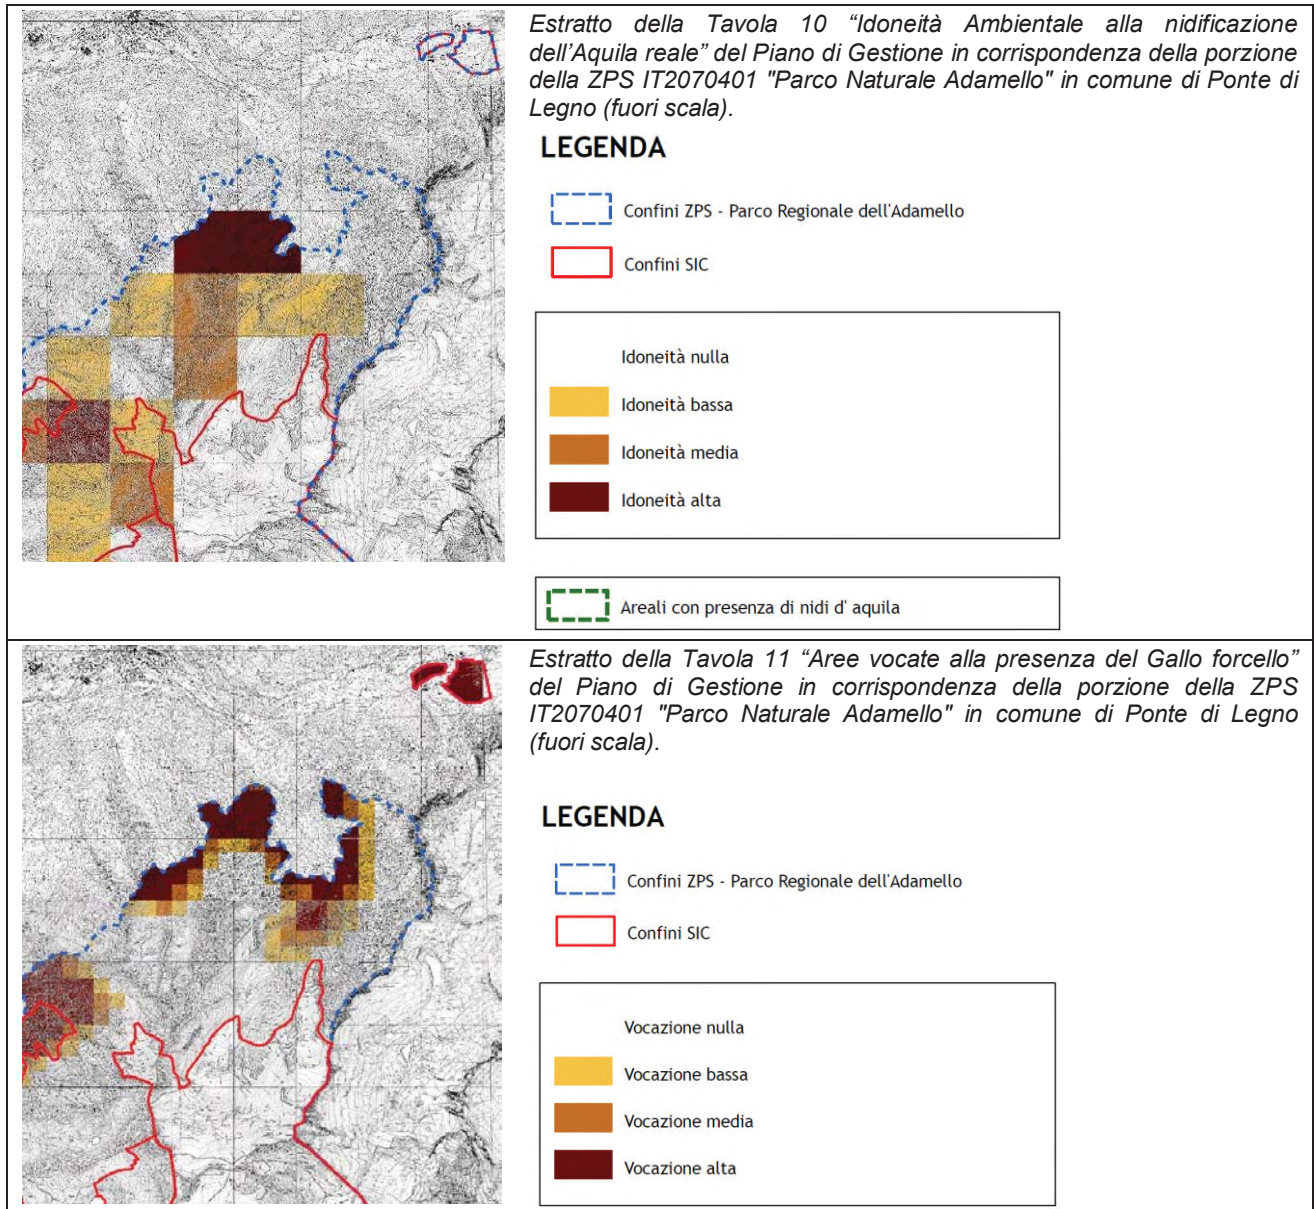 Estratto della Tavola 10 “Idoneità Ambientale alla nidificazione
dell’Aquila reale” del Piano di Gestione in corrispondenza della porzione
della ZPS IT2070401 "Parco Naturale Adamello" in comune di Ponte di
Legno (fuori scala).
LEGENDA
Confini ZPS - Parco Regionale dell'Adamello
Confini SIC
Idoneità nulla
Idoneità bassa
Idoneità media
Idoneità alta
Areali con presenza di nidi d' aquila
Estratto della Tavola 11 “Aree vocate alla presenza del Gallo forcello”
del Piano di Gestione in corrispondenza della porzione della ZPS
IT2070401 "Parco Naturale Adamello" in comune di Ponte di Legno
(fuori scala).
LEGENDA
Confini ZPS - Parco Regionale dell'Adamello
Confini SIC
Vocazione nulla
Vocazione bassa
Vocazione media
Vocazione alta